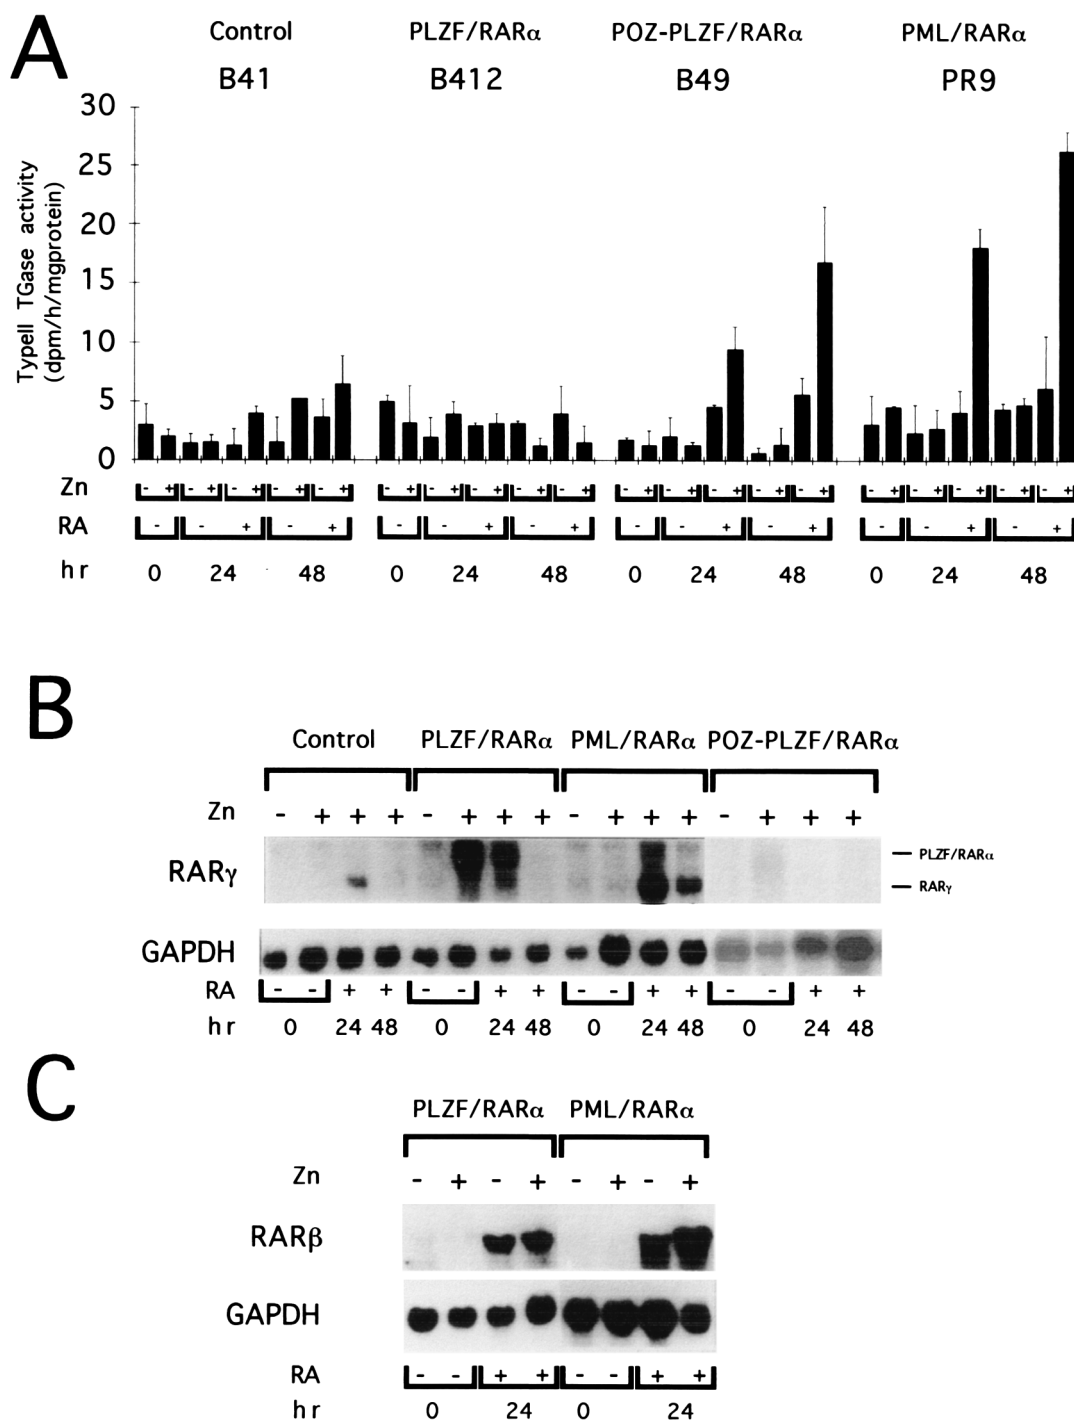 A
Control PLZF/RARα POZ-PLZF/RARα PML/RARα
B41 B412 B49 PR9
TypeII TGase activity
(dpm/h/mgprotein)
30
25
20
15
10
5
0
Zn - + - + - + - + - + - + - + - + - + - + - + - + - + - + - + - + - + - + - + - +
RA - - + - + - - + - + - - + - + - - + - +
hr 0 24 48 0 24 48 0 24 48 0 24 48
B
Control PLZF/RARα PML/RARα POZ-PLZF/RARα
Zn - + + + - + + + - + + + - + + +
RARγ
PLZF/RARα
RARγ
GAPDH
RA - - + + - - + + - - + + - - + +
hr 0 24 48 0 24 48 0 24 48 0 24 48
C
PLZF/RARα PML/RARα
Zn - + - + - + - +
RARβ
GAPDH
RA - - + + - - + +
hr 0 24 0 24